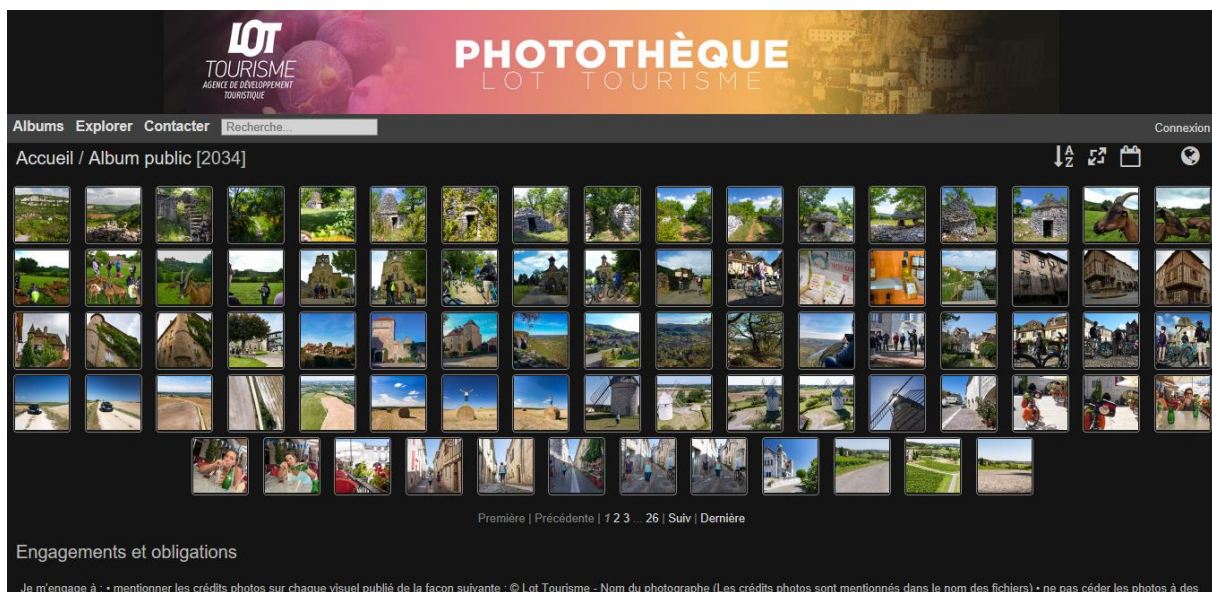 LOT
TOURISME
AGENCE DE DÉVELOPPEMENT
TOURISTIQUE
PHOTOTHÈQUE
LOT TOURISME
Albums Explorer Contacter Recherche... Connexion
Accueil / Album public [2034]
Première | Précédente | 1 2 3 ... 26 | Suiv | Dernière
Engagements et obligations
Je m'engage à : • mentionner les crédits photos sur chaque visuel publié de la façon suivante : © Lot Tourisme - Nom du photographe (Les crédits photos sont mentionnés dans le nom des fichiers) • ne pas céder les photos à des